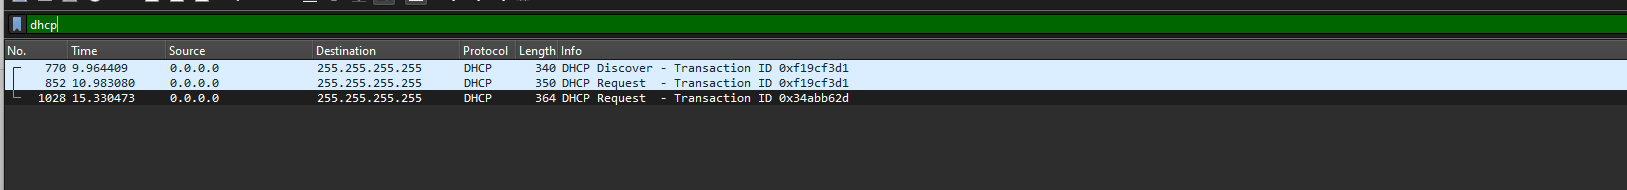 dhcp
No. Time Source Destination Protocol Length Info
770 9.964409 0.0.0.0 255.255.255.255 DHCP 340 DHCP Discover - Transaction ID 0xf19cf3d1
852 10.983080 0.0.0.0 255.255.255.255 DHCP 350 DHCP Request - Transaction ID 0xf19cf3d1
1028 15.330473 0.0.0.0 255.255.255.255 DHCP 364 DHCP Request - Transaction ID 0x34abb62d